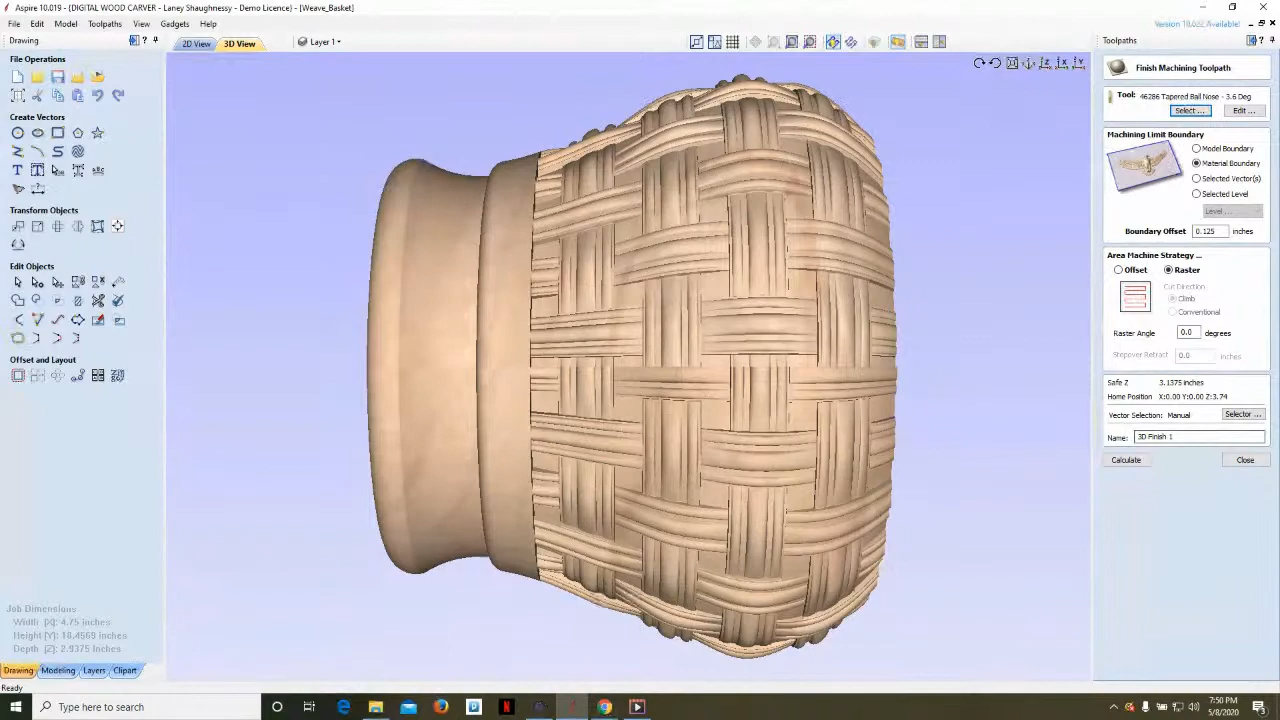 Aspire 10.019 - {DIGITAL WOOD CARVER - Laney Shaughnessy - Demo Licence} - [Weave_Basket]
File Edit Model Toolpaths View Gadgets Help
Version 10.022 Available!
Drawing
2D View 3D View
Layer 1
Toolpaths
File Operations
Create Vectors
Transform Objects
Edit Objects
Offset and Layout
Job Dimensions
Width [X]: 4.75 inches
Height [Y]: 18.4569 inches
Depth [Z]: 2.9375 inches
Drawing Modeling Layers Clipart
Ready
Finish Machining Toolpath
Tool: 46286 Tapered Ball Nose - 3.6 Deg
Select ... Edit ...
Machining Limit Boundary
Model Boundary
Material Boundary
Selected Vector(s)
Selected Level
Level ...
Boundary Offset 0.125 inches
Area Machine Strategy ...
Offset Raster
Cut Direction
Climb
Conventional
Raster Angle 0.0 degrees
Stepover Retract 0.0 inches
Safe Z 3.1375 inches
Home Position X:0.00 Y:0.00 Z:3.74
Vector Selection: Manual Selector ...
Name: 3D Finish 1
Calculate Close
Type here to search
7:50 PM
5/8/2020